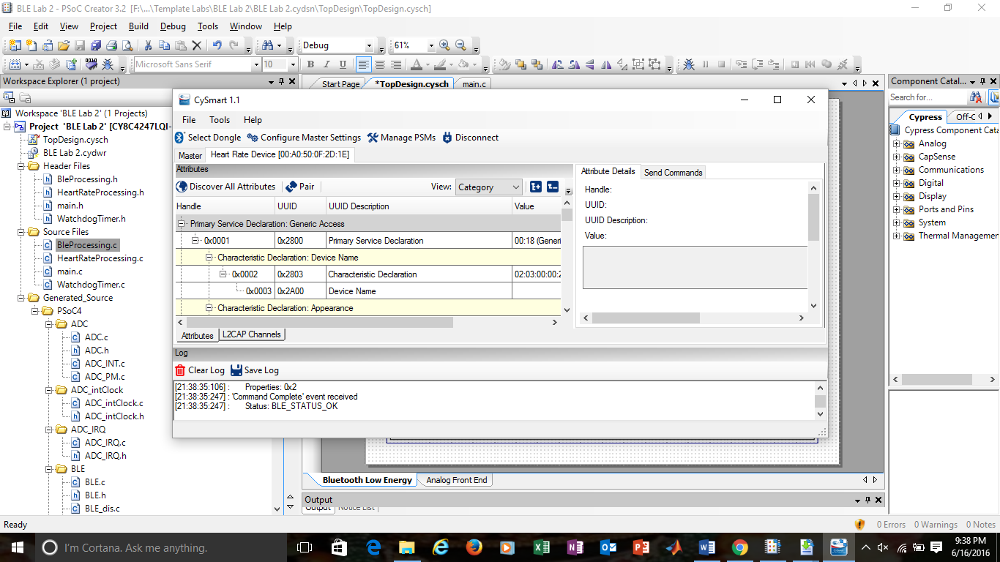 BLE Lab 2 - PSoC Creator 3.2 [F:\...\Template Labs\BLE Lab 2\BLE Lab 2.cydsn\TopDesign\TopDesign.cysch]
File Edit View Project Build Debug Tools Window Help
Debug 61%
Microsoft Sans Serif 10 B I U A
Workspace Explorer (1 project)
Workspace 'BLE Lab 2' (1 Projects)
Project 'BLE Lab 2' [CY8C4247LQI-
TopDesign.cysch
BLE Lab 2.cydwr
Header Files
BleProcessing.h
HeartRateProcessing.h
main.h
WatchdogTimer.h
Source Files
BleProcessing.c
HeartRateProcessing.c
main.c
WatchdogTimer.c
Generated_Source
PSoC4
ADC
ADC.c
ADC.h
ADC_INT.c
ADC_PM.c
ADC_intClock
ADC_intClock.c
ADC_intClock.h
ADC_IRQ
ADC_IRQ.c
ADC_IRQ.h
BLE
BLE.c
BLE.h
BLE_dis.c
Start Page *TopDesign.cysch main.c
CySmart 1.1
File Tools Help
Select Dongle Configure Master Settings Manage PSMs Disconnect
Master Heart Rate Device [00:A0:50:0F:2D:1E]
Attributes
Discover All Attributes Pair View: Category
Handle UUID UUID Description Value
Primary Service Declaration: Generic Access
0x0001 0x2800 Primary Service Declaration 00:18 (Generi
Characteristic Declaration: Device Name
0x0002 0x2803 Characteristic Declaration 02:03:00:00:2
0x0003 0x2A00 Device Name
Characteristic Declaration: Appearance
Attributes L2CAP Channels
Attribute Details Send Commands
Handle:
UUID:
UUID Description:
Value:
Log
Clear Log Save Log
[21:38:35:106] : Properties: 0x2
[21:38:35:247] : 'Command Complete' event received
[21:38:35:247] : Status: BLE_STATUS_OK
Bluetooth Low Energy Analog Front End
Output
Output Notice List
Component Catal...
Search for...
Cypress Off-C
Cypress Component Cata
Analog
CapSense
Communications
Digital
Display
Ports and Pins
System
Thermal Managemen
Ready 0 Errors 0 Warnings 0 Notes
I'm Cortana. Ask me anything.
9:38 PM
6/16/2016